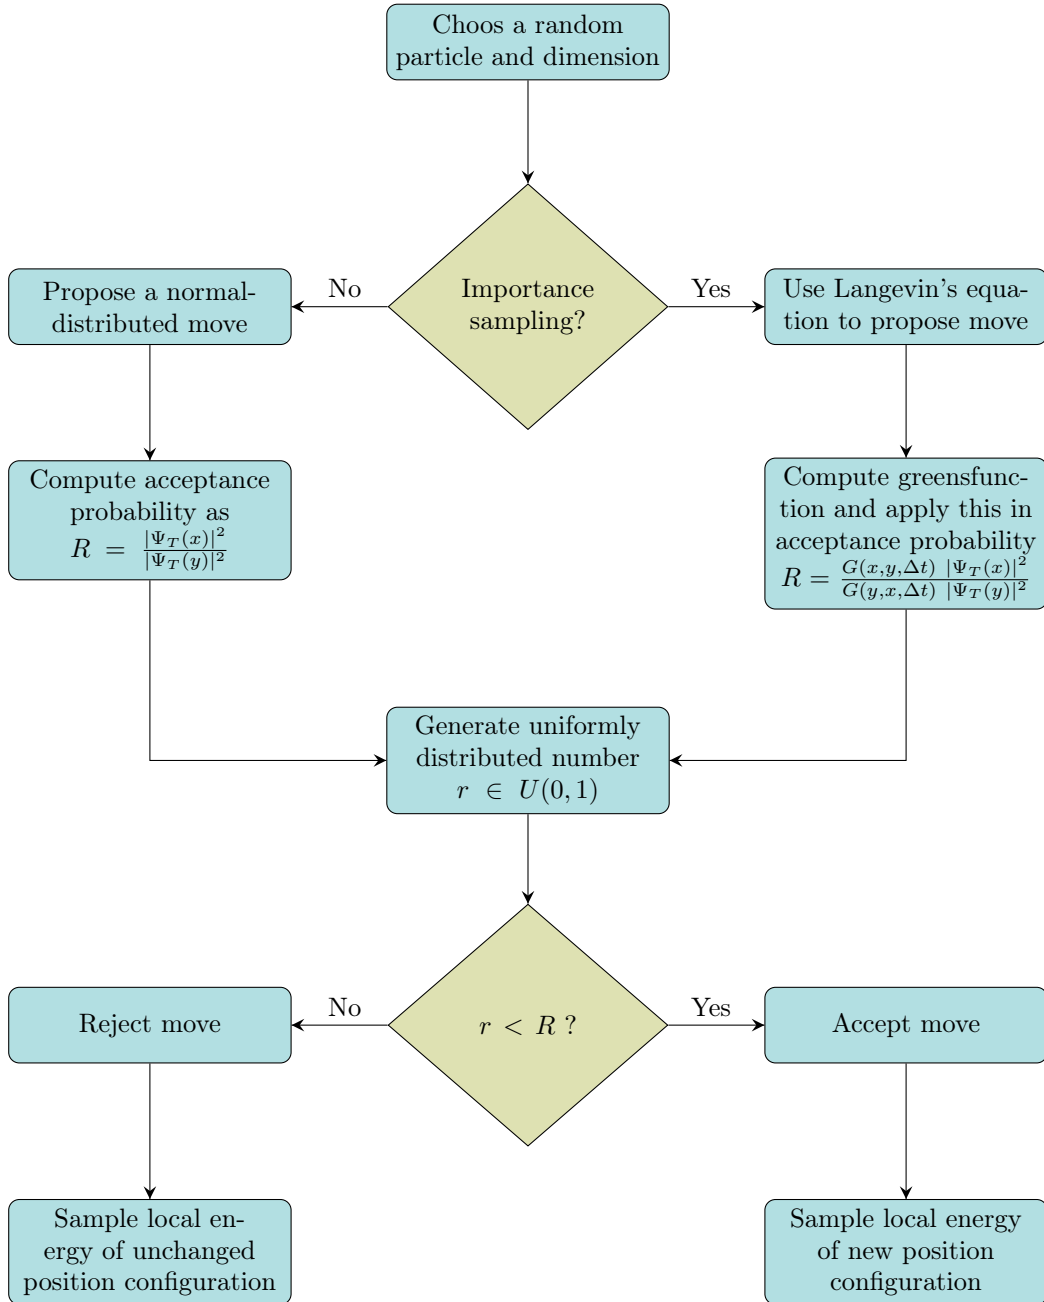 Choos a random
particle and dimension
Importance
sampling?
No
Yes
Propose a normal-
distributed move
Use Langevin's equa-
tion to propose move
Compute acceptance
probability as
R = |Ψ_T(x)|²/|Ψ_T(y)|²
Compute greensfunc-
tion and apply this in
acceptance probability
R = G(x,y,Δt) |Ψ_T(x)|²/G(y,x,Δt) |Ψ_T(y)|²
Generate uniformly
distributed number
r ∈ U(0, 1)
r < R ?
No
Yes
Reject move
Accept move
Sample local en-
ergy of unchanged
position configuration
Sample local energy
of new position
configuration